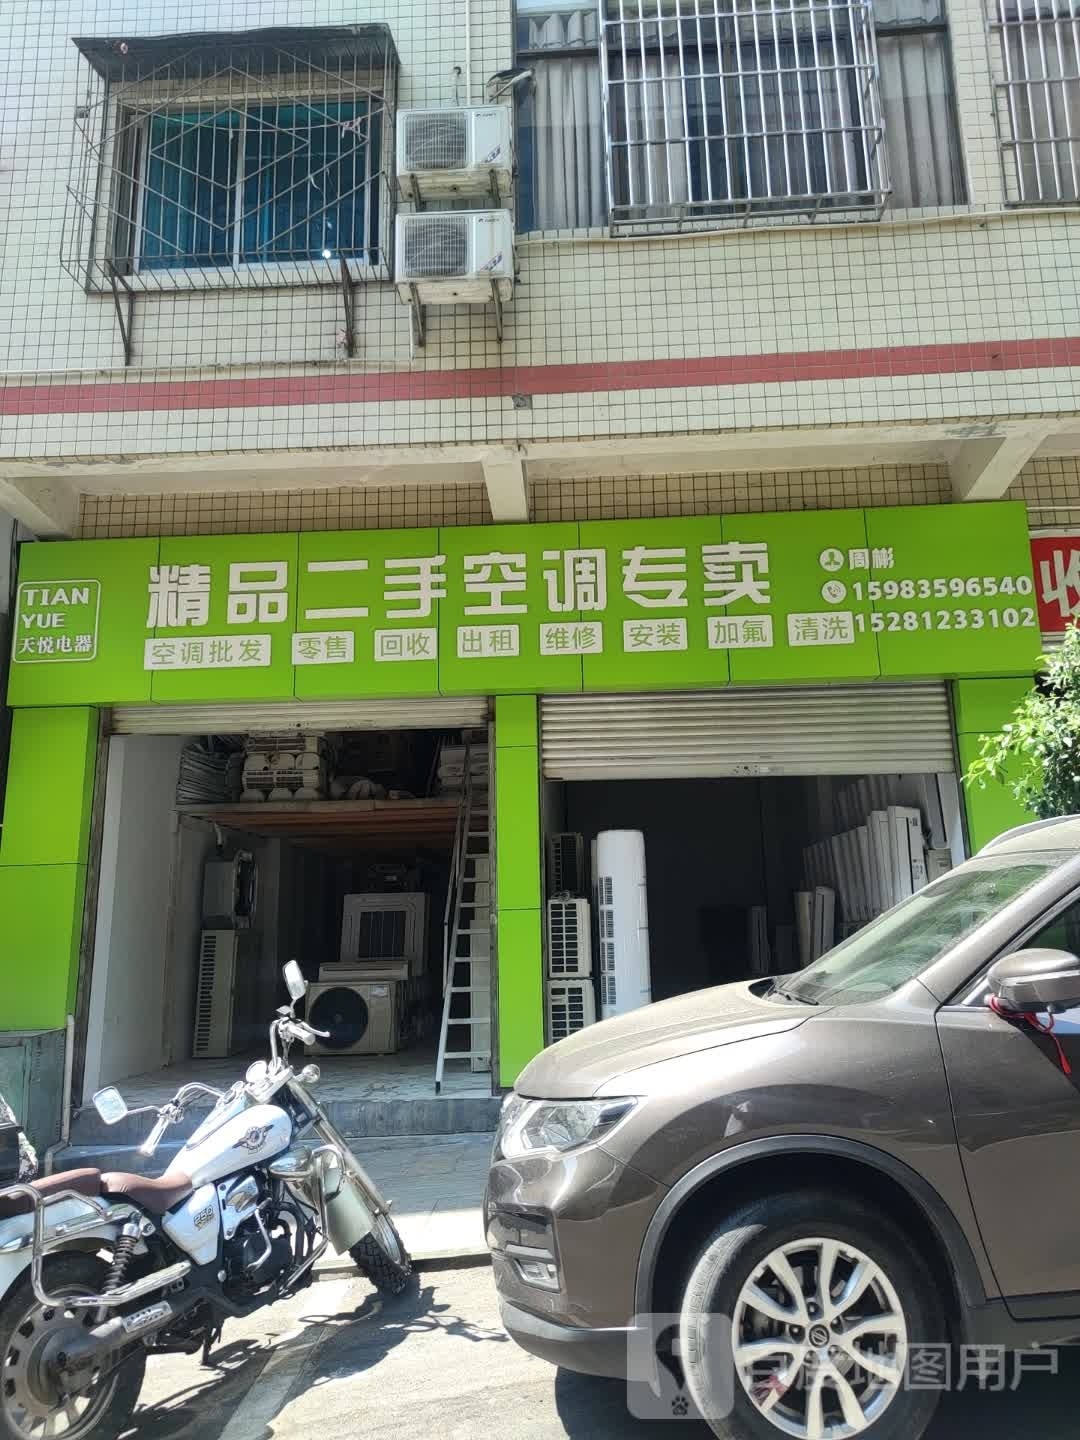 TIAN
YUE
天悦电器
精品二手空调专卖
空调批发 零售 回收 出租 维修 安装 加氟 清洗
周彬
15983596540
15281233102
收
250
百度地图用户